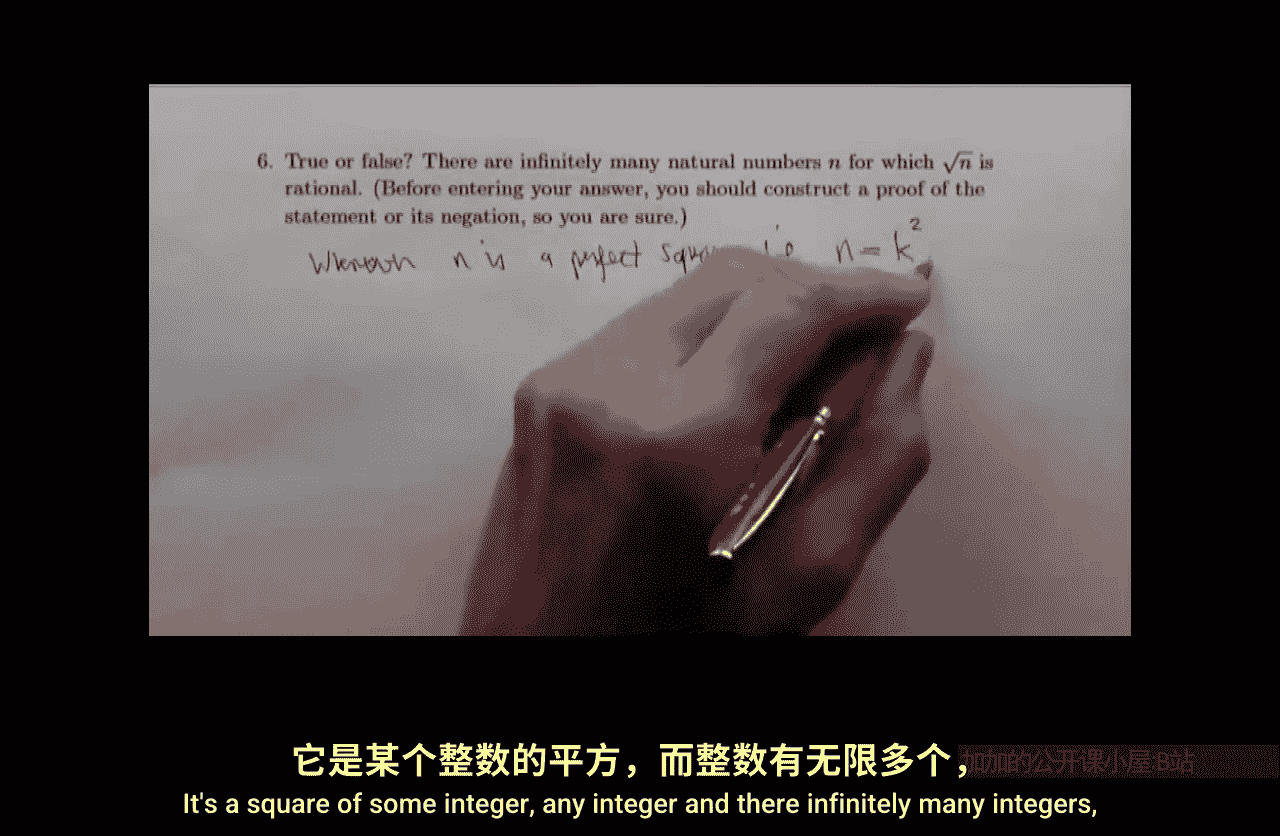 6. True or false? There are infinitely many natural numbers n for which √n is
rational. (Before entering your answer, you should construct a proof of the
statement or its negation, so you are sure.)
n is a perfect n = k²
它是某个整数的平方，而整数有无限多个，
加加的公开课小屋B站
It's a square of some integer, any integer and there infinitely many integers,